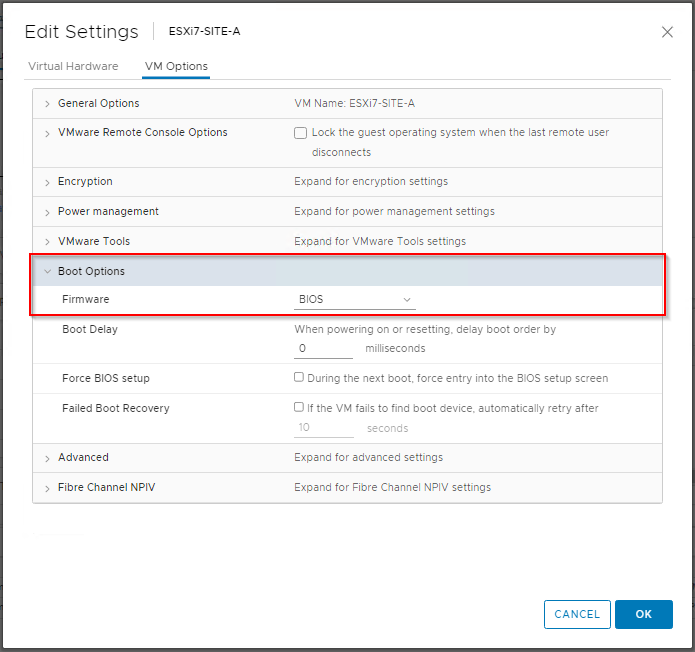 Edit Settings ESXi7-SITE-A
Virtual Hardware VM Options
General Options VM Name: ESXi7-SITE-A
VMware Remote Console Options Lock the guest operating system when the last remote user
disconnects
Encryption Expand for encryption settings
Power management Expand for power management settings
VMware Tools Expand for VMware Tools settings
Boot Options
Firmware BIOS
Boot Delay When powering on or resetting, delay boot order by
0 milliseconds
Force BIOS setup During the next boot, force entry into the BIOS setup screen
Failed Boot Recovery If the VM fails to find boot device, automatically retry after
10 seconds
Advanced Expand for advanced settings
Fibre Channel NPIV Expand for Fibre Channel NPIV settings
CANCEL OK